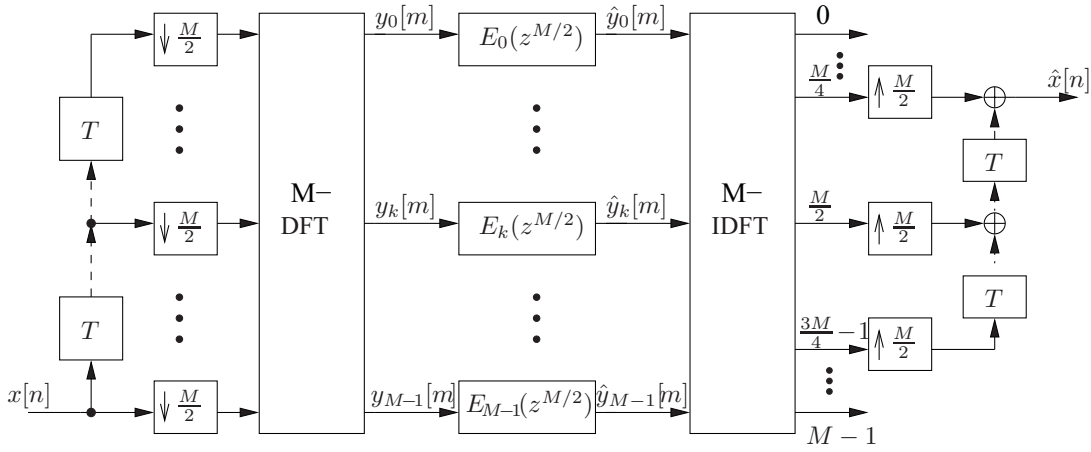 ↓ M/2
y_0[m]
E_0(z^{M/2})
ŷ_0[m]
0
M/4
↑ M/2
x̂[n]
T
T
M–
DFT
M–
IDFT
↓ M/2
y_k[m]
E_k(z^{M/2})
ŷ_k[m]
M/2
↑ M/2
T
T
3M/4 − 1
↑ M/2
x[n]
↓ M/2
y_{M−1}[m]
E_{M−1}(z^{M/2})
ŷ_{M−1}[m]
M − 1